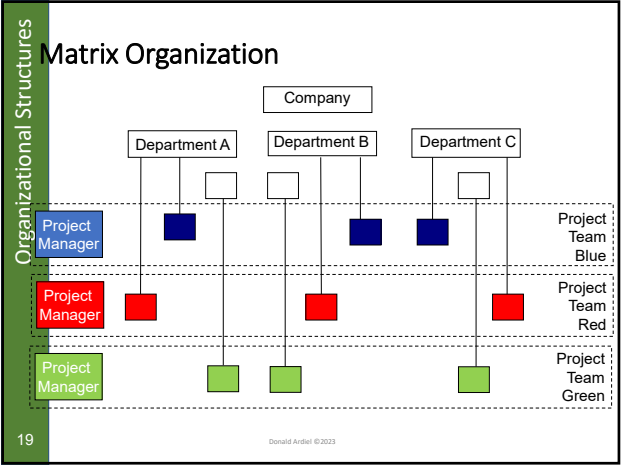 Organizational Structures
Matrix Organization
Company
Department A
Department B
Department C
Project
Manager
Project
Team
Blue
Project
Manager
Project
Team
Red
Project
Manager
Project
Team
Green
19
Donald Ardiel ©2023